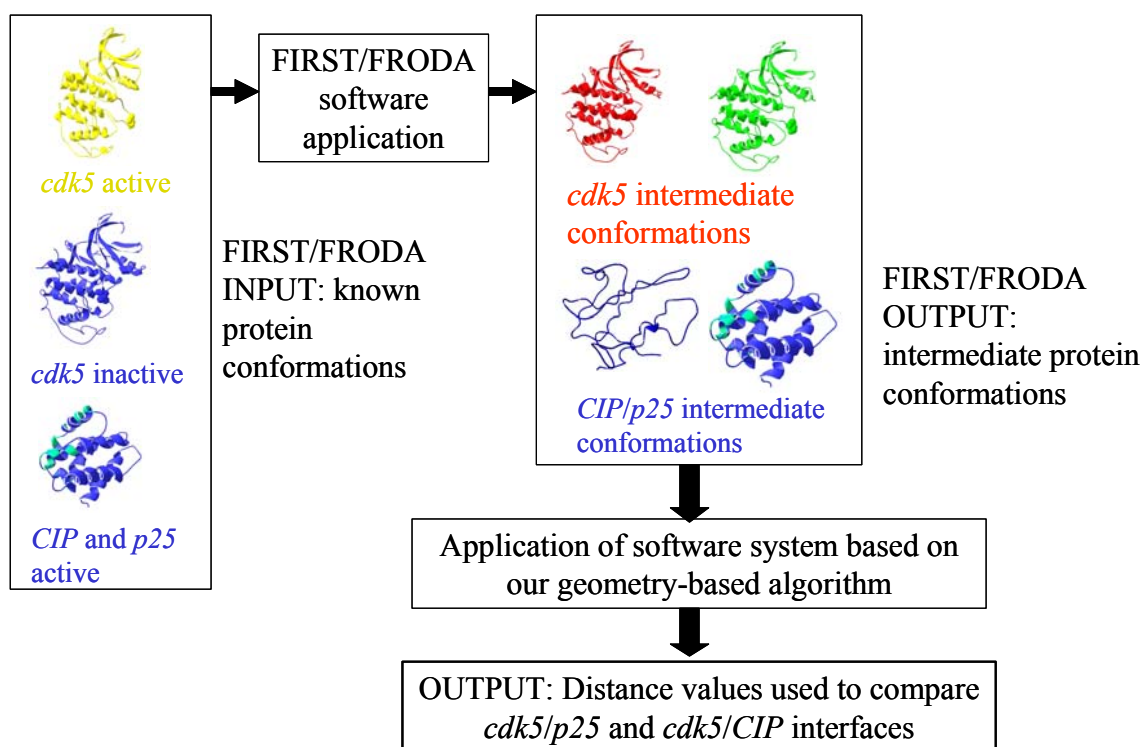 cdk5 active
cdk5 inactive
CIP and p25
active
FIRST/FRODA
INPUT: known
protein
conformations
FIRST/FRODA
software
application
cdk5 intermediate
conformations
CIP/p25 intermediate
conformations
FIRST/FRODA
OUTPUT:
intermediate protein
conformations
Application of software system based on
our geometry-based algorithm
OUTPUT: Distance values used to compare
cdk5/p25 and cdk5/CIP interfaces